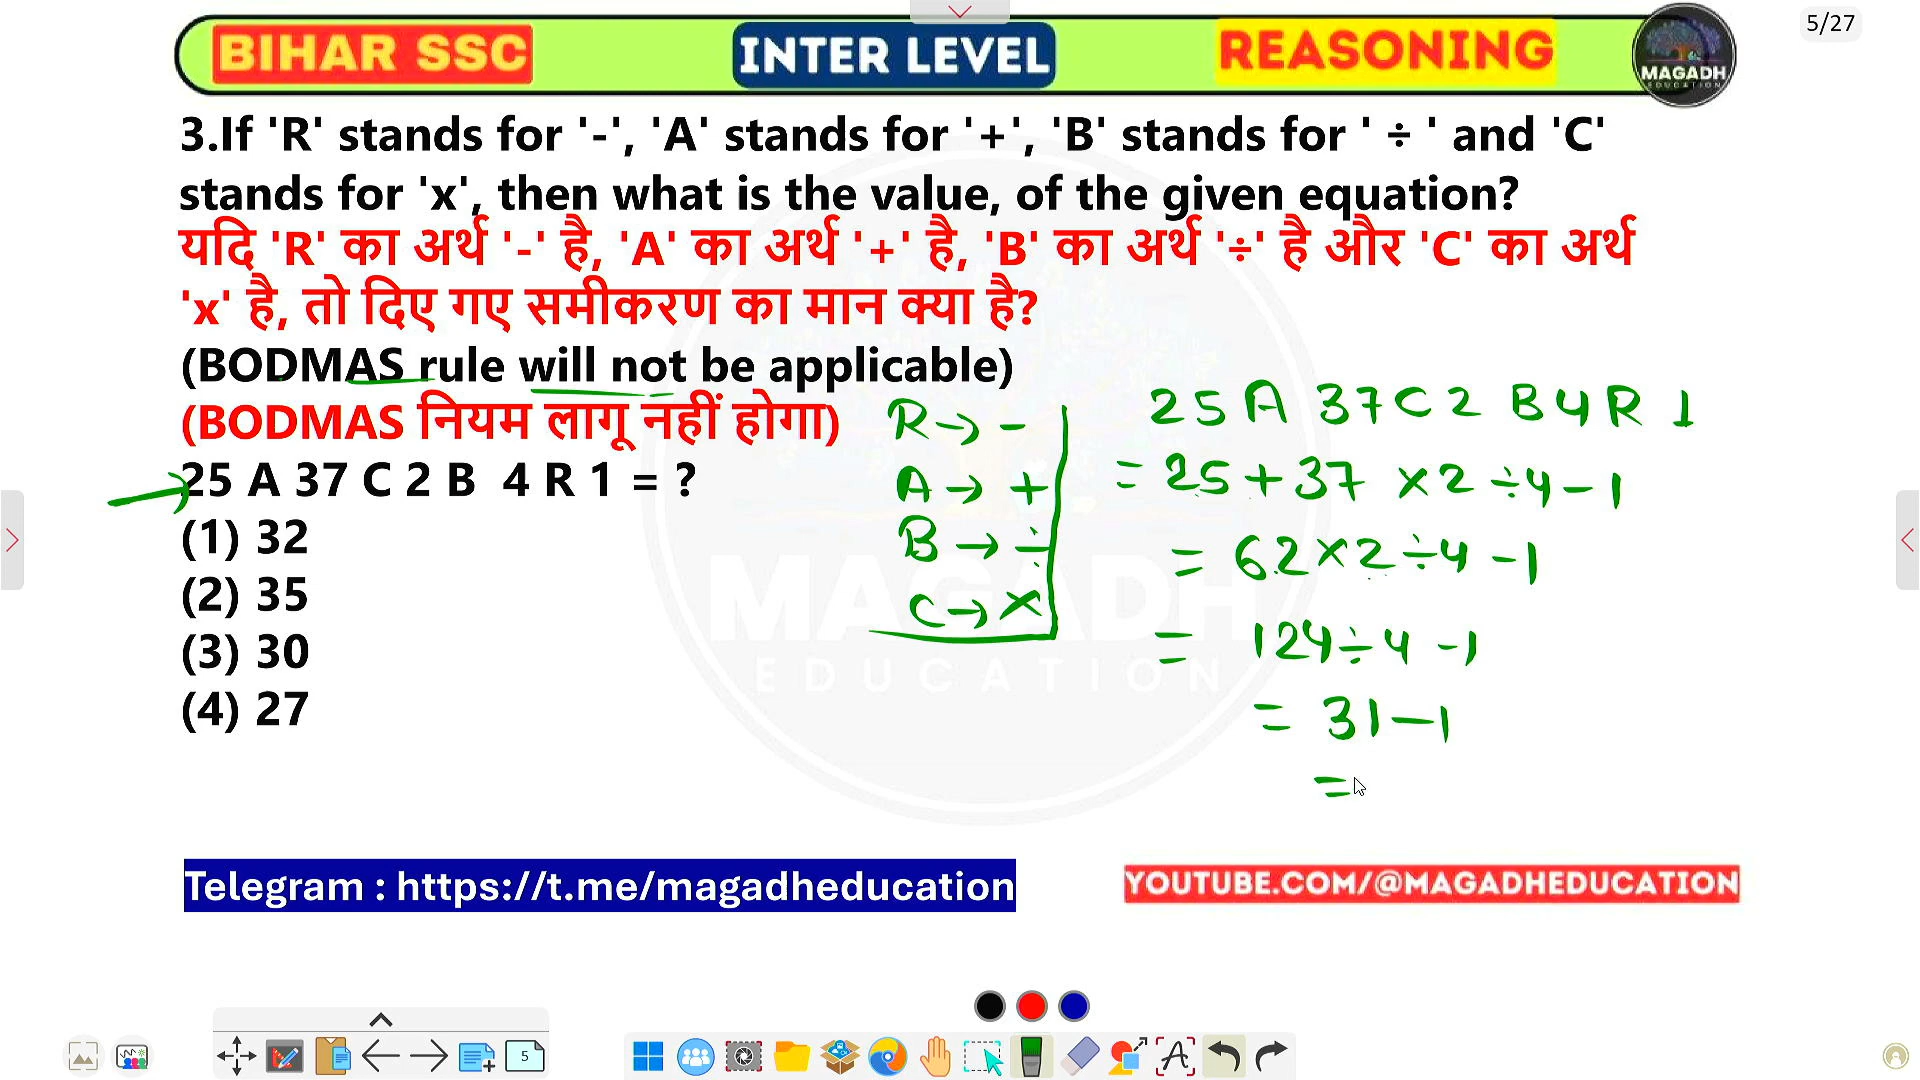 BIHAR SSC
INTER LEVEL
REASONING
MAGADH
EDUCATION
5/27
3.If 'R' stands for '-', 'A' stands for '+', 'B' stands for ' ÷ ' and 'C'
stands for 'x', then what is the value, of the given equation?
यदि 'R' का अर्थ '-' है, 'A' का अर्थ '+' है, 'B' का अर्थ '÷' है और 'C' का अर्थ
'x' है, तो दिए गए समीकरण का मान क्या है?
(BODMAS rule will not be applicable)
(BODMAS नियम लागू नहीं होगा)
25 A 37 C 2 B 4 R 1 = ?
(1) 32
(2) 35
(3) 30
(4) 27
R→ -
A→ +
B→ ÷
C→ ×
25 A 37 C 2 B 4 R 1
= 25 + 37 × 2 ÷ 4 - 1
= 62 × 2 ÷ 4 - 1
= 124 ÷ 4 - 1
= 31 - 1
=
MAGADH
EDUCATION
Telegram : https://t.me/magadheducation
YOUTUBE.COM/@MAGADHEDUCATION
5